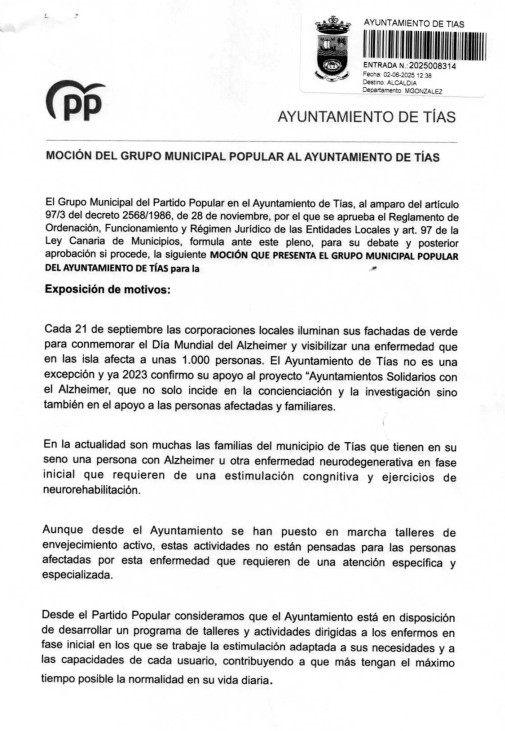 AYUNTAMIENTO DE TIAS
ENTRADA N.: 2025008314
Fecha: 02-06-2025 12:38
Destino: ALCALDIA
Departamento: MGONZALEZ
pp
AYUNTAMIENTO DE TÍAS
MOCIÓN DEL GRUPO MUNICIPAL POPULAR AL AYUNTAMIENTO DE TÍAS
El Grupo Municipal del Partido Popular en el Ayuntamiento de Tías, al amparo del artículo
97/3 del decreto 2568/1986, de 28 de noviembre, por el que se aprueba el Reglamento de
Ordenación, Funcionamiento y Régimen Jurídico de las Entidades Locales y art. 97 de la
Ley Canaria de Municipios, formula ante este pleno, para su debate y posterior
aprobación si procede, la siguiente MOCIÓN QUE PRESENTA EL GRUPO MUNICIPAL POPULAR
DEL AYUNTAMIENTO DE TÍAS para la
Exposición de motivos:
Cada 21 de septiembre las corporaciones locales iluminan sus fachadas de verde
para conmemorar el Día Mundial del Alzheimer y visibilizar una enfermedad que
en las isla afecta a unas 1.000 personas. El Ayuntamiento de Tías no es una
excepción y ya 2023 confirmo su apoyo al proyecto "Ayuntamientos Solidarios con
el Alzheimer, que no solo incide en la concienciación y la investigación sino
también en el apoyo a las personas afectadas y familiares.
En la actualidad son muchas las familias del municipio de Tías que tienen en su
seno una persona con Alzheimer u otra enfermedad neurodegenerativa en fase
inicial que requieren de una estimulación congnitiva y ejercicios de
neurorehabilitación.
Aunque desde el Ayuntamiento se han puesto en marcha talleres de
envejecimiento activo, estas actividades no están pensadas para las personas
afectadas por esta enfermedad que requieren de una atención específica y
especializada.
Desde el Partido Popular consideramos que el Ayuntamiento está en disposición
de desarrollar un programa de talleres y actividades dirigidas a los enfermos en
fase inicial en los que se trabaje la estimulación adaptada a sus necesidades y a
las capacidades de cada usuario, contribuyendo a que más tengan el máximo
tiempo posible la normalidad en su vida diaria.